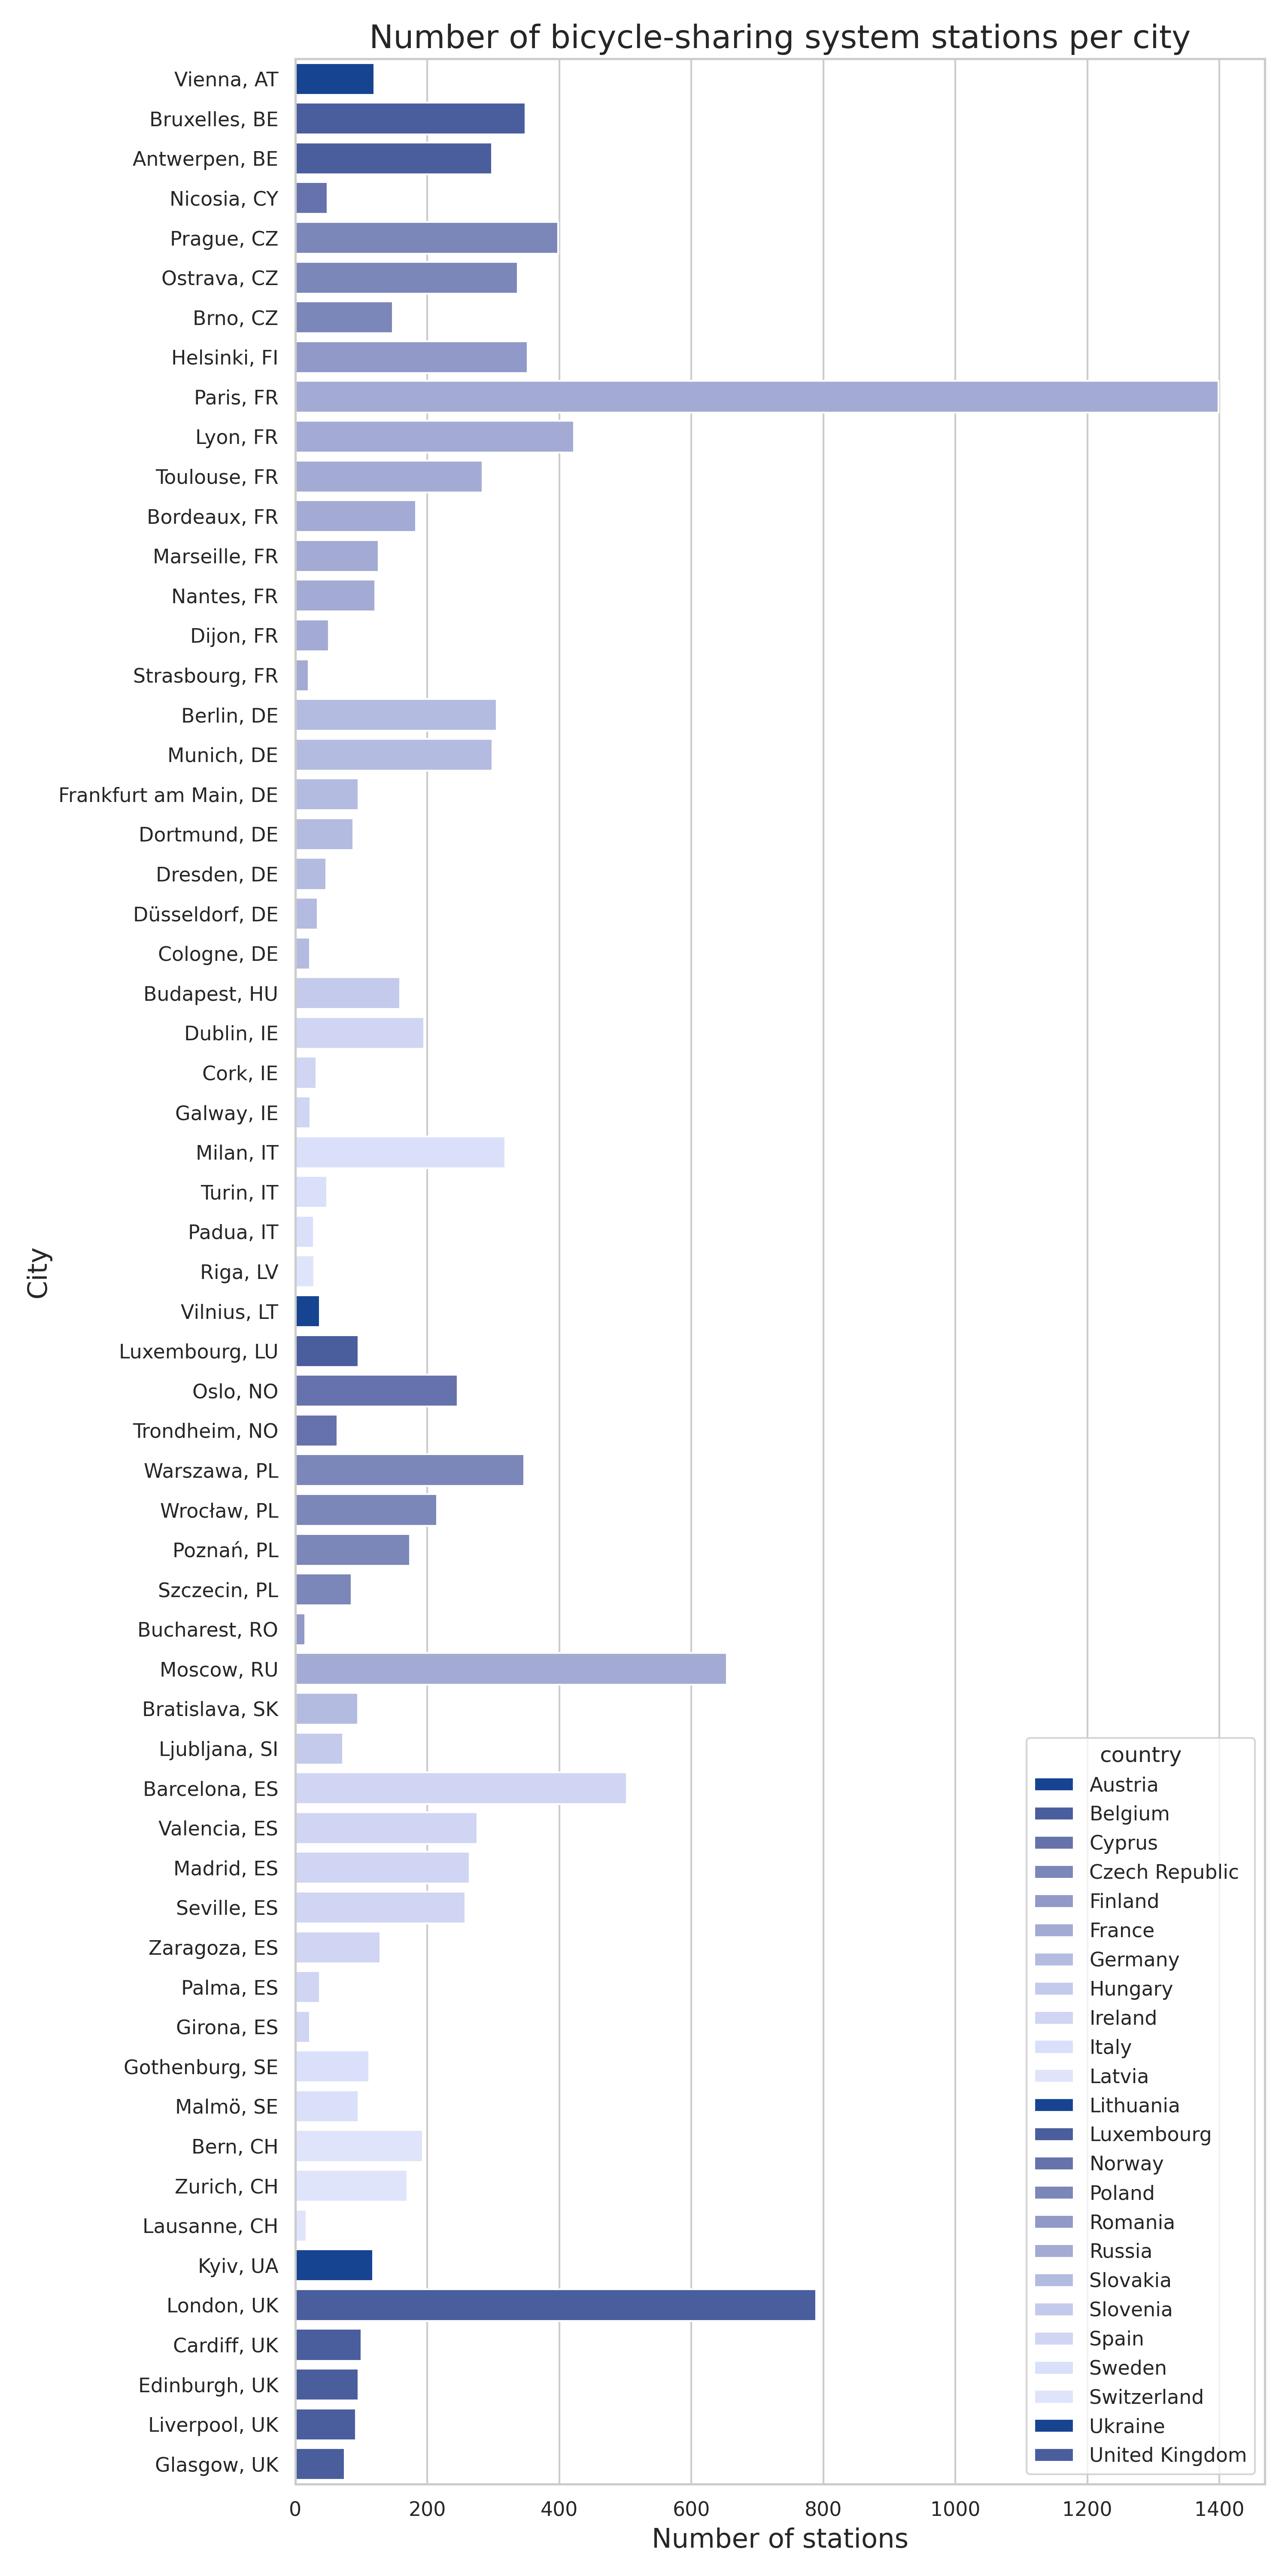 Number of bicycle-sharing system stations per city
Vienna, AT
Bruxelles, BE
Antwerpen, BE
Nicosia, CY
Prague, CZ
Ostrava, CZ
Brno, CZ
Helsinki, FI
Paris, FR
Lyon, FR
Toulouse, FR
Bordeaux, FR
Marseille, FR
Nantes, FR
Dijon, FR
Strasbourg, FR
Berlin, DE
Munich, DE
Frankfurt am Main, DE
Dortmund, DE
Dresden, DE
Düsseldorf, DE
Cologne, DE
Budapest, HU
Dublin, IE
Cork, IE
Galway, IE
Milan, IT
Turin, IT
Padua, IT
Riga, LV
Vilnius, LT
Luxembourg, LU
Oslo, NO
Trondheim, NO
Warszawa, PL
Wrocław, PL
Poznań, PL
Szczecin, PL
Bucharest, RO
Moscow, RU
Bratislava, SK
Ljubljana, SI
Barcelona, ES
Valencia, ES
Madrid, ES
Seville, ES
Zaragoza, ES
Palma, ES
Girona, ES
Gothenburg, SE
Malmö, SE
Bern, CH
Zurich, CH
Lausanne, CH
Kyiv, UA
London, UK
Cardiff, UK
Edinburgh, UK
Liverpool, UK
Glasgow, UK
City
country
Austria
Belgium
Cyprus
Czech Republic
Finland
France
Germany
Hungary
Ireland
Italy
Latvia
Lithuania
Luxembourg
Norway
Poland
Romania
Russia
Slovakia
Slovenia
Spain
Sweden
Switzerland
Ukraine
United Kingdom
0 200 400 600 800 1000 1200 1400
Number of stations